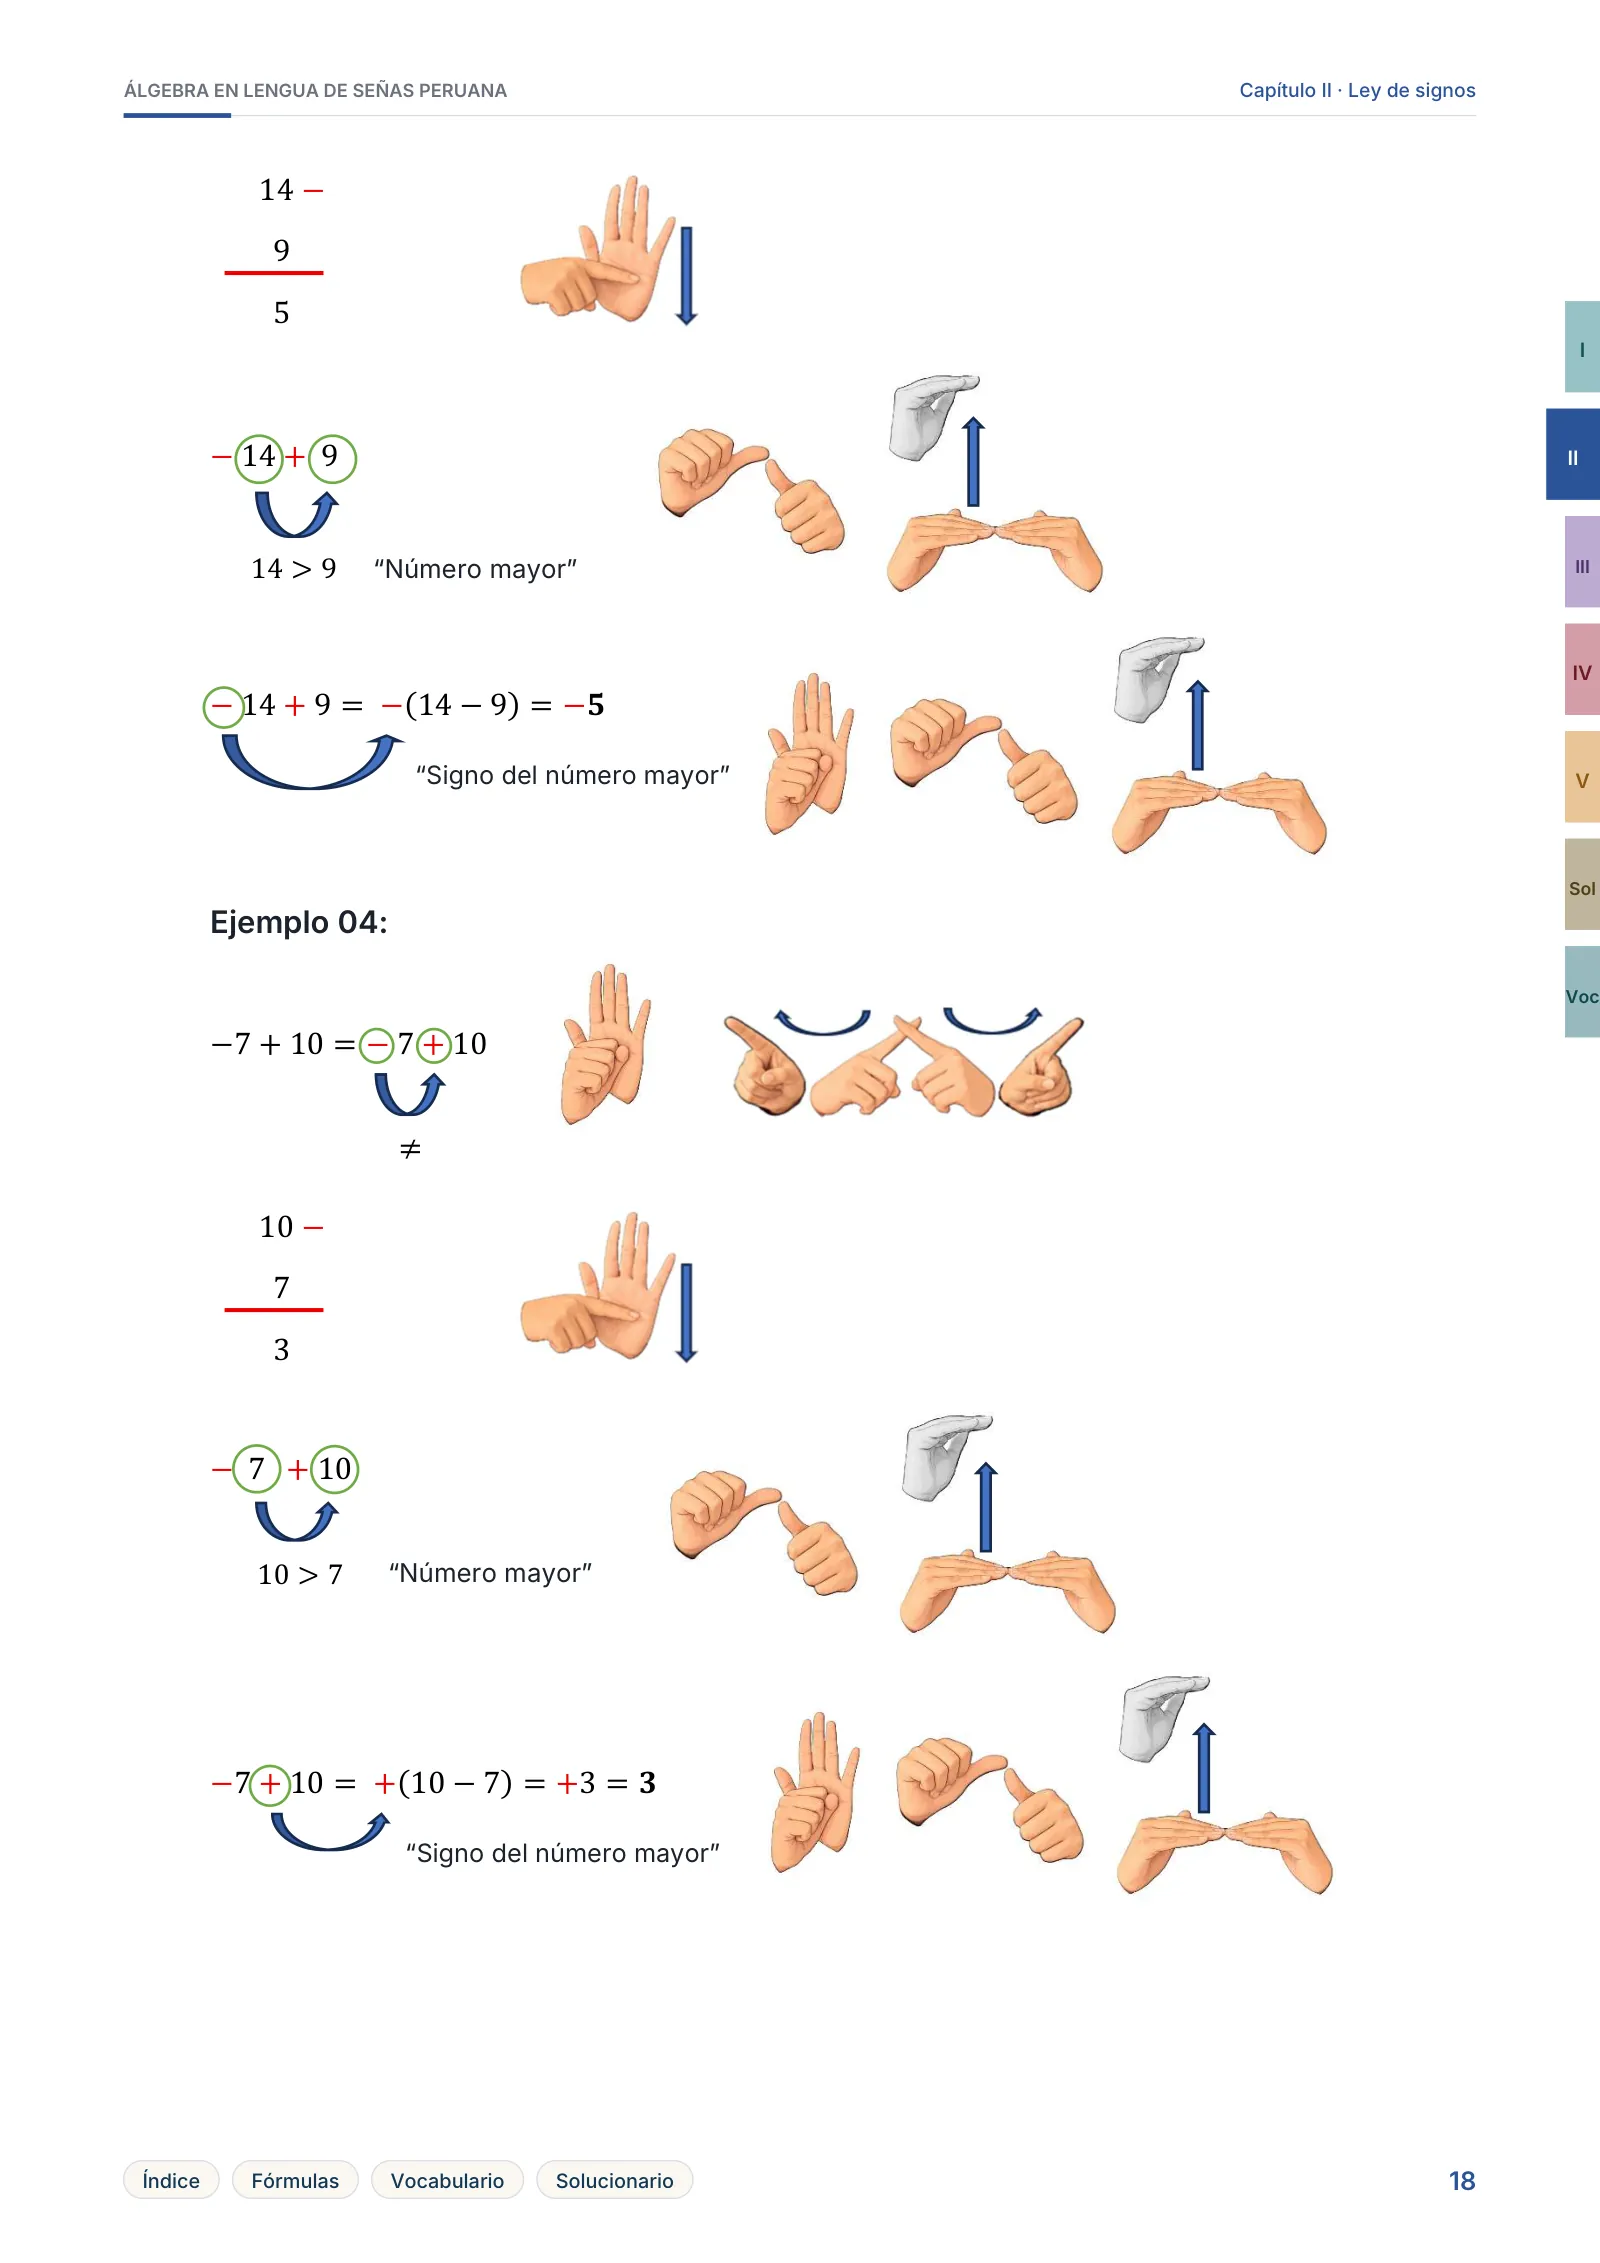 ÁLGEBRA EN LENGUA DE SEÑAS PERUANA
Capítulo II · Ley de signos
14 −
9
5
−14 + 9
14 > 9 “Número mayor”
−14 + 9 = −(14 − 9) = −5
“Signo del número mayor”
Ejemplo 04:
−7 + 10 = −7 + 10
≠
10 −
7
3
−7 + 10
10 > 7 “Número mayor”
−7 + 10 = +(10 − 7) = +3 = 3
“Signo del número mayor”
I
II
III
IV
V
Sol
Voc
Índice
Fórmulas
Vocabulario
Solucionario
18